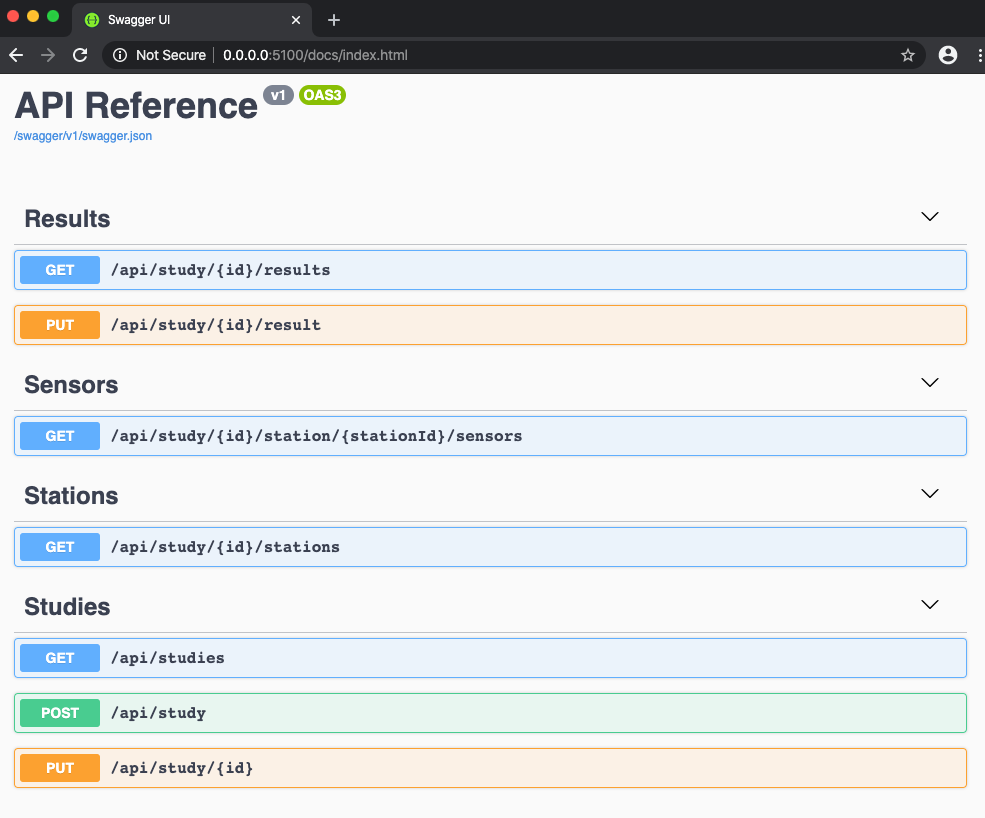 Swagger UI
Not Secure 0.0.0.0:5100/docs/index.html
API Reference v1 OAS3
/swagger/v1/swagger.json
Results
GET /api/study/{id}/results
PUT /api/study/{id}/result
Sensors
GET /api/study/{id}/station/{stationId}/sensors
Stations
GET /api/study/{id}/stations
Studies
GET /api/studies
POST /api/study
PUT /api/study/{id}